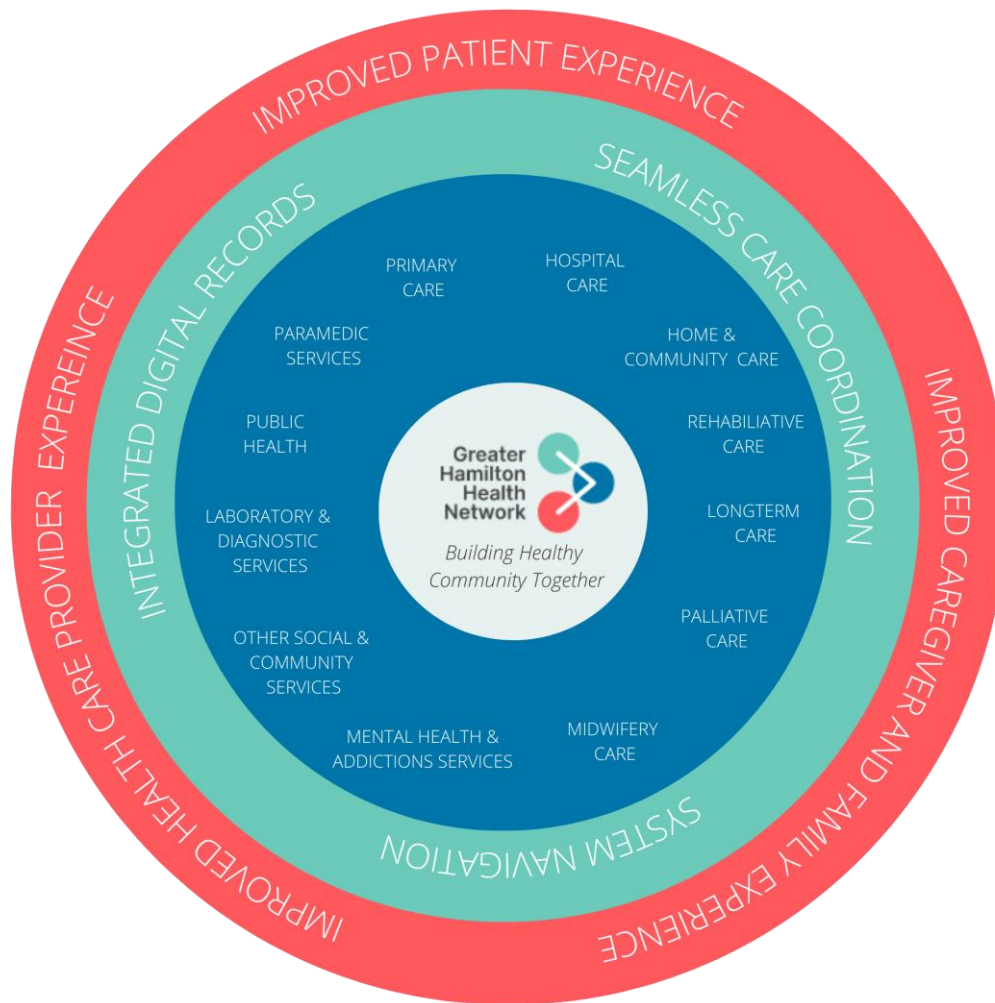 IMPROVED PATIENT EXPERIENCE
IMPROVED CAREGIVER AND FAMILY EXPERIENCE
IMPROVED HEALTH CARE PROVIDER EXPEREINCE
INTEGRATED DIGITAL RECORDS
SEAMLESS CARE COORDINATION
SYSTEM NAVIGATION
PRIMARY
CARE
HOSPITAL
CARE
HOME &
COMMUNITY CARE
REHABILIATIVE
CARE
LONGTERM
CARE
PALLIATIVE
CARE
MIDWIFERY
CARE
MENTAL HEALTH &
ADDICTIONS SERVICES
OTHER SOCIAL &
COMMUNITY
SERVICES
LABORATORY &
DIAGNOSTIC
SERVICES
PUBLIC
HEALTH
PARAMEDIC
SERVICES
Greater
Hamilton
Health
Network
Building Healthy
Community Together